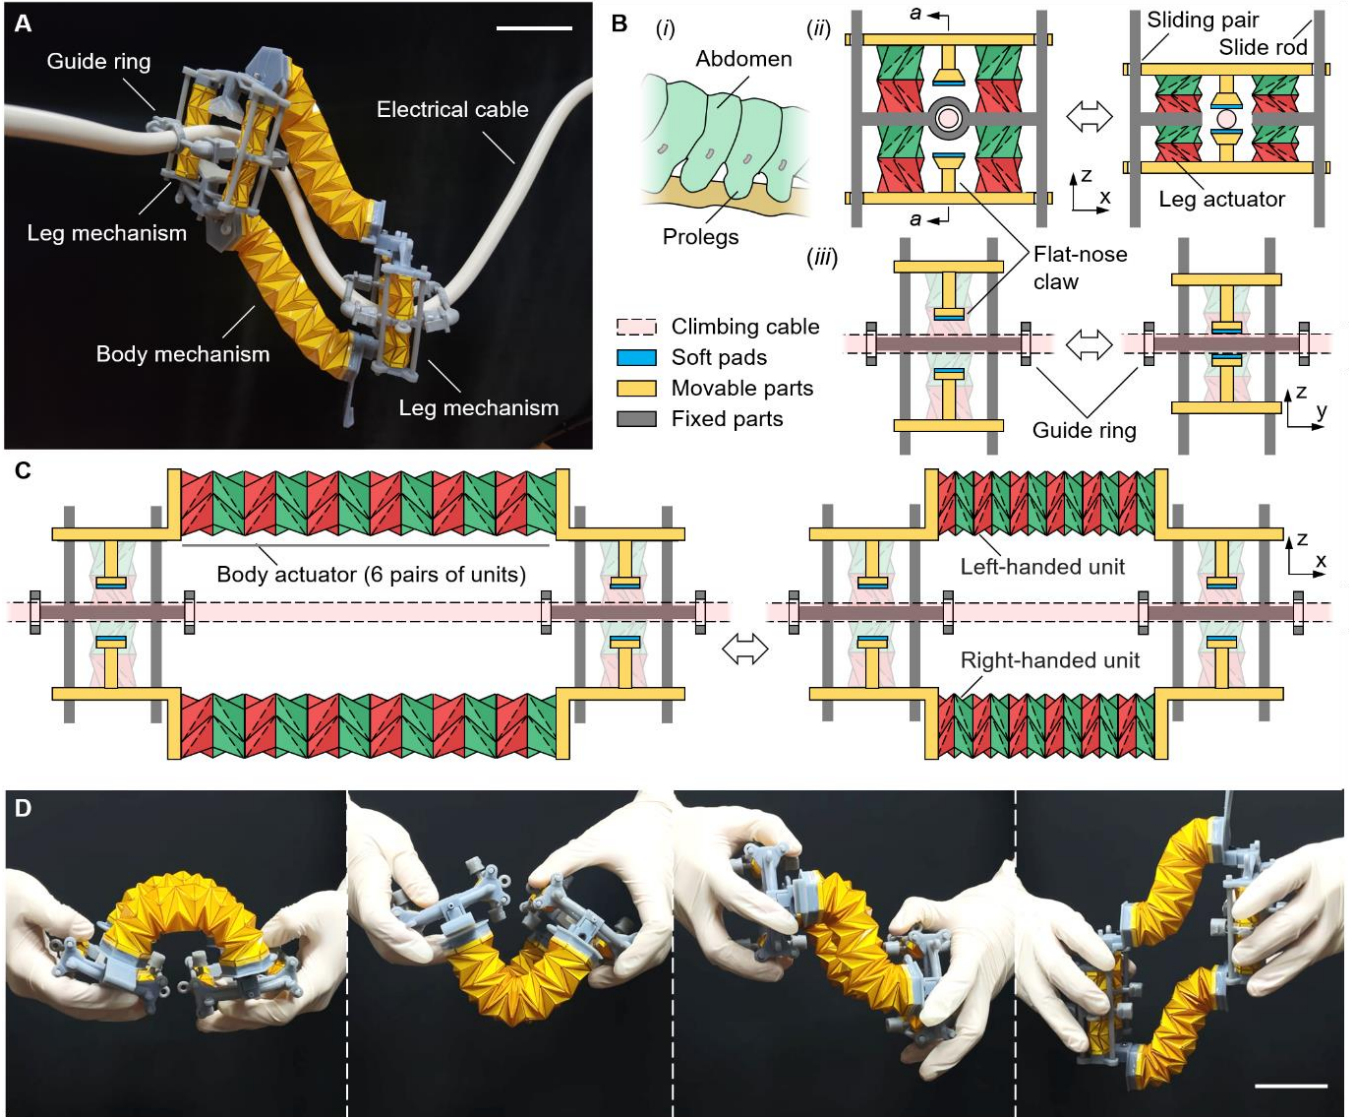 A
Guide ring
Electrical cable
Leg mechanism
Body mechanism
Leg mechanism
B
(i)
Abdomen
Prolegs
(ii)
a
a
z
x
Sliding pair
Slide rod
Leg actuator
Flat-nose
claw
(iii)
Guide ring
z
y
Climbing cable
Soft pads
Movable parts
Fixed parts
C
Body actuator (6 pairs of units)
Left-handed unit
Right-handed unit
z
x
D